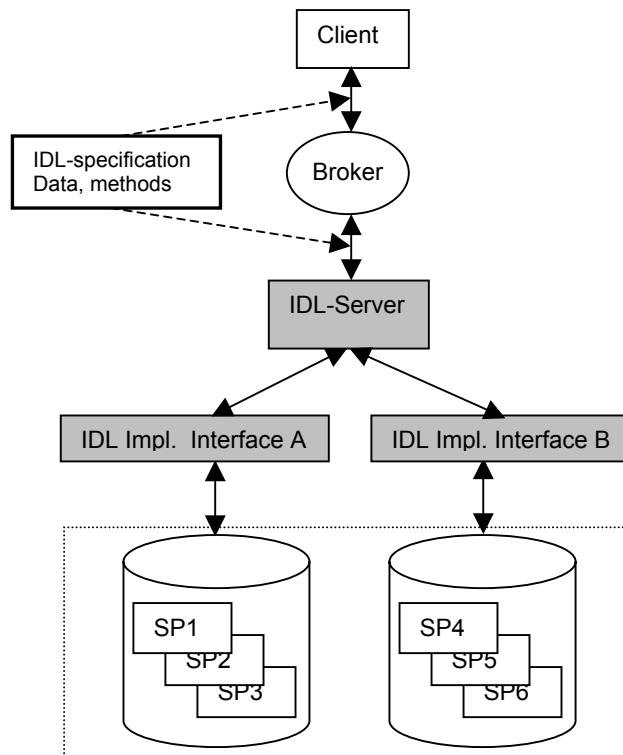 Client
IDL-specification
Data, methods
Broker
IDL-Server
IDL Impl. Interface A
IDL Impl. Interface B
SP1
SP2
SP3
SP4
SP5
SP6